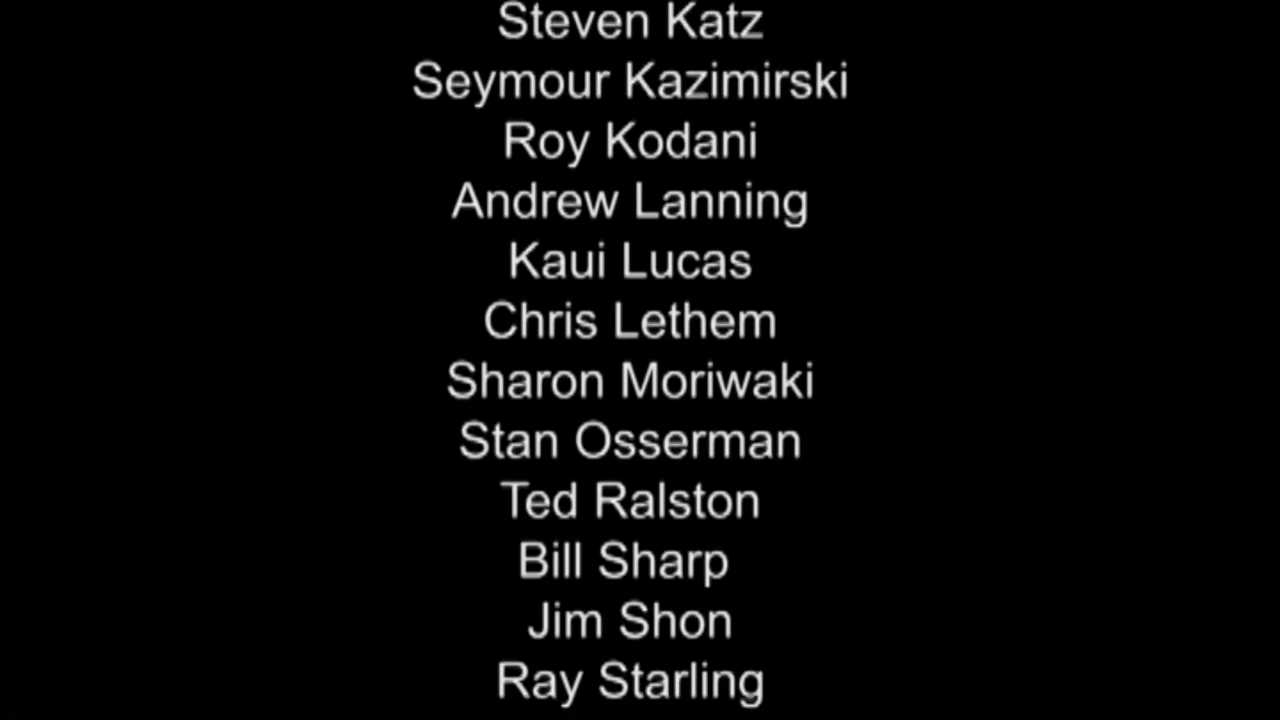 Steven Katz
Seymour Kazimirski
Roy Kodani
Andrew Lanning
Kaui Lucas
Chris Lethem
Sharon Moriwaki
Stan Osserman
Ted Ralston
Bill Sharp
Jim Shon
Ray Starling